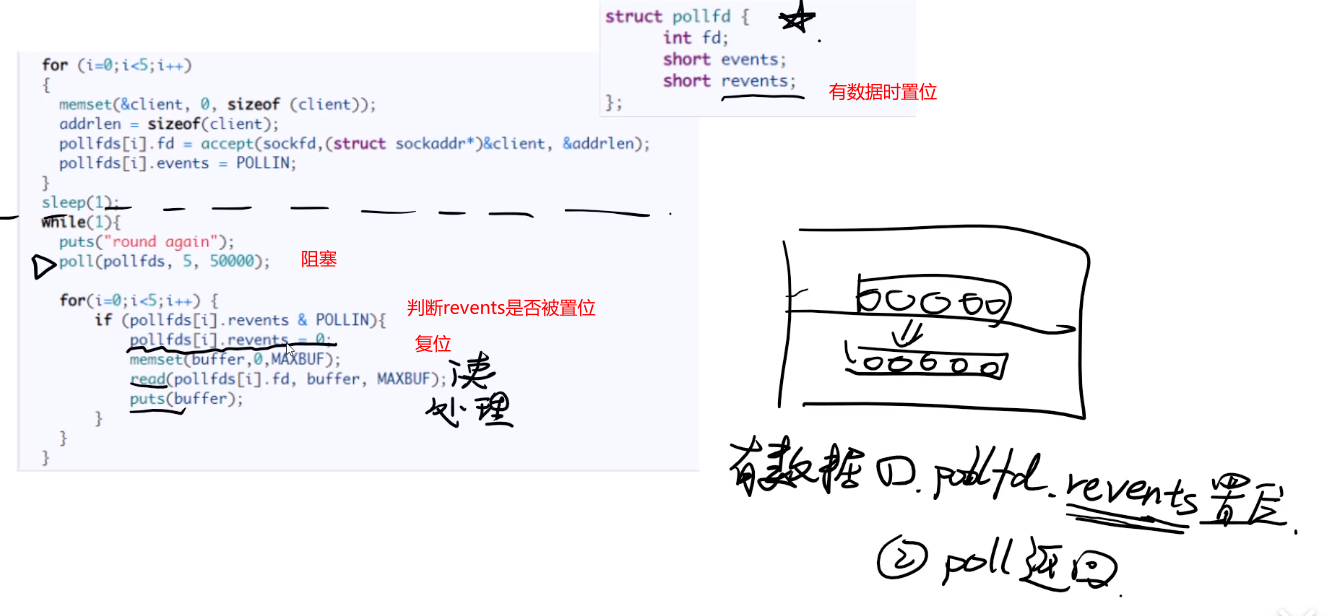 struct pollfd {
int fd;
short events;
short revents;
};
有数据时置位
for (i=0;i<5;i++)
{
memset(&client, 0, sizeof (client));
addrlen = sizeof(client);
pollfds[i].fd = accept(sockfd,(struct sockaddr*)&client, &addrlen);
pollfds[i].events = POLLIN;
}
sleep(1);
while(1){
puts("round again");
poll(pollfds, 5, 50000);
阻塞
for(i=0;i<5;i++) {
判断revents是否被置位
if (pollfds[i].revents & POLLIN){
pollfds[i].revents = 0;
复位
memset(buffer,0,MAXBUF);
read(pollfds[i].fd, buffer, MAXBUF);
读
puts(buffer);
处理
}
}
}
00000
00000
有数据 ①. pollfd.revents 置位.
② poll 返回.